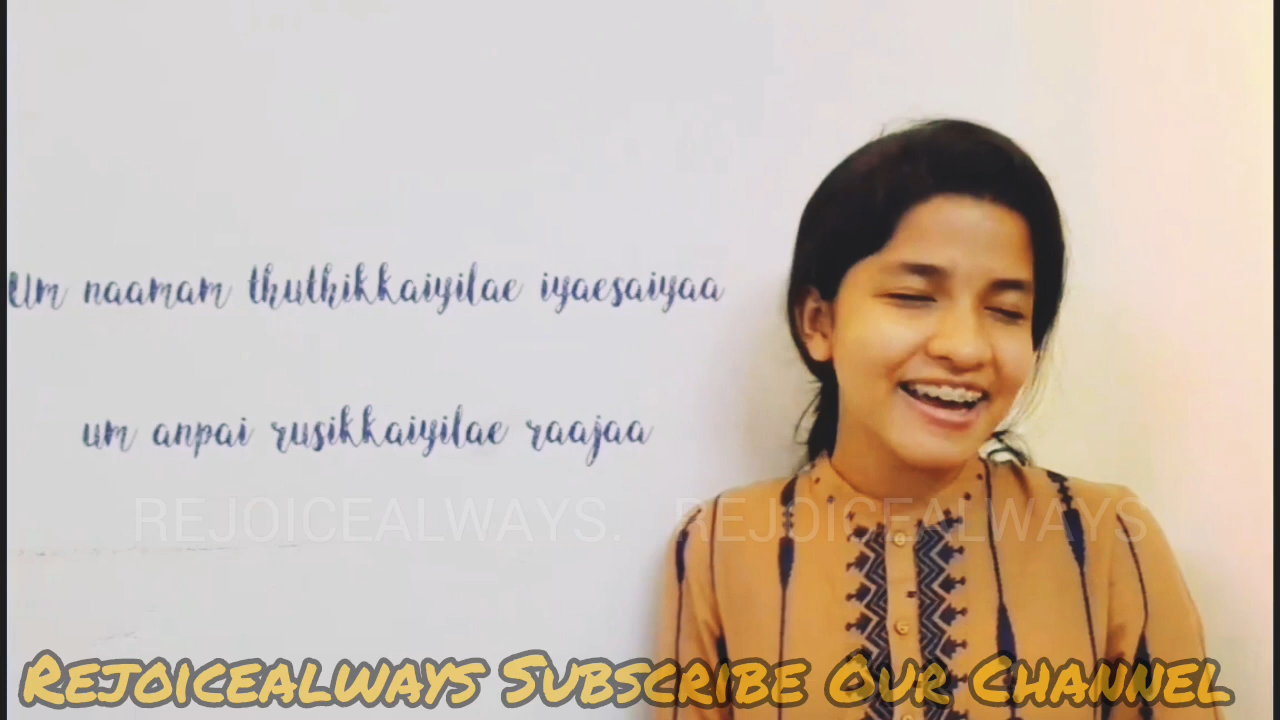 Um naamam thuthikkaiyilae iyaesaiyaa
um anpai rusikkaiyilae raajaa
REJOICEALWAYS. REJOICEALWAYS
Rejoicealways Subscribe Our Channel